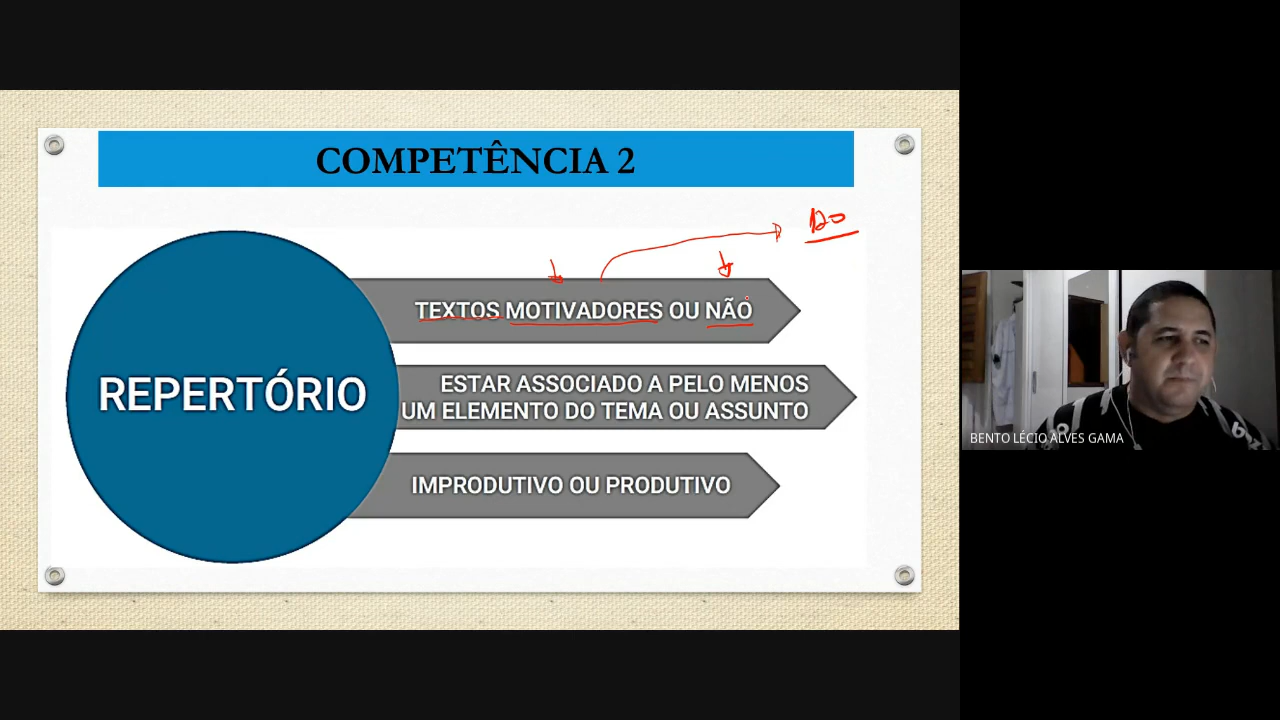 COMPETÊNCIA 2
120
TEXTOS MOTIVADORES OU NÃO
REPERTÓRIO
ESTAR ASSOCIADO A PELO MENOS
UM ELEMENTO DO TEMA OU ASSUNTO
IMPRODUTIVO OU PRODUTIVO
BENTO LÉCIO ALVES GAMA